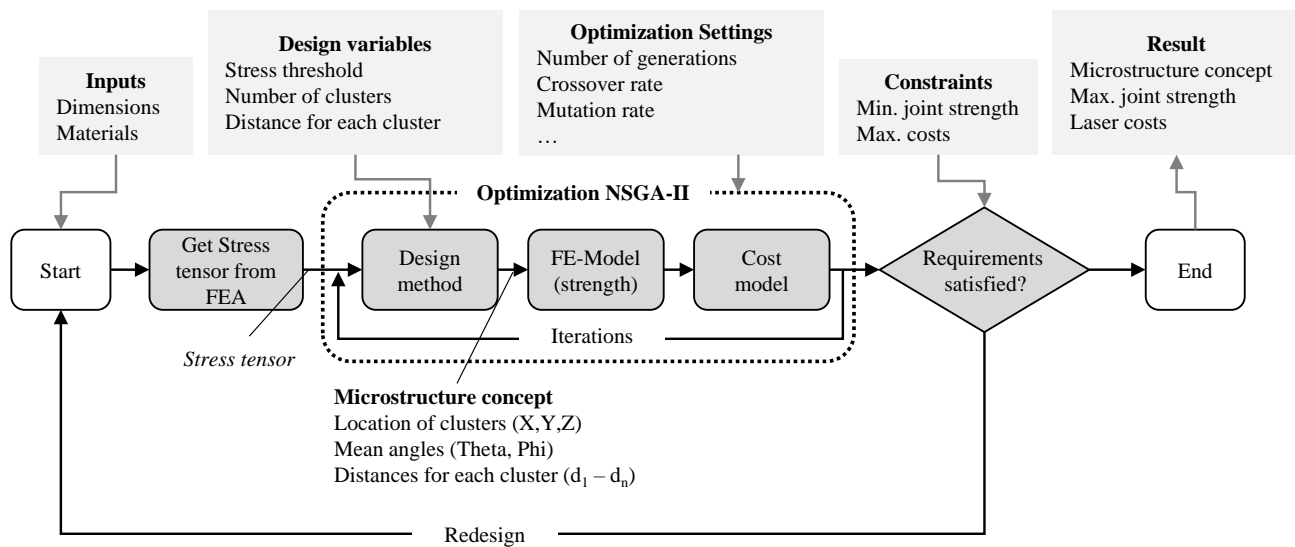 Inputs
Dimensions
Materials
Design variables
Stress threshold
Number of clusters
Distance for each cluster
Optimization Settings
Number of generations
Crossover rate
Mutation rate
…
Constraints
Min. joint strength
Max. costs
Result
Microstructure concept
Max. joint strength
Laser costs
Optimization NSGA-II
Start
Get Stress
tensor from
FEA
Design
method
FE-Model
(strength)
Cost
model
Requirements
satisfied?
End
Iterations
Stress tensor
Microstructure concept
Location of clusters (X,Y,Z)
Mean angles (Theta, Phi)
Distances for each cluster (d₁ – dₙ)
Redesign